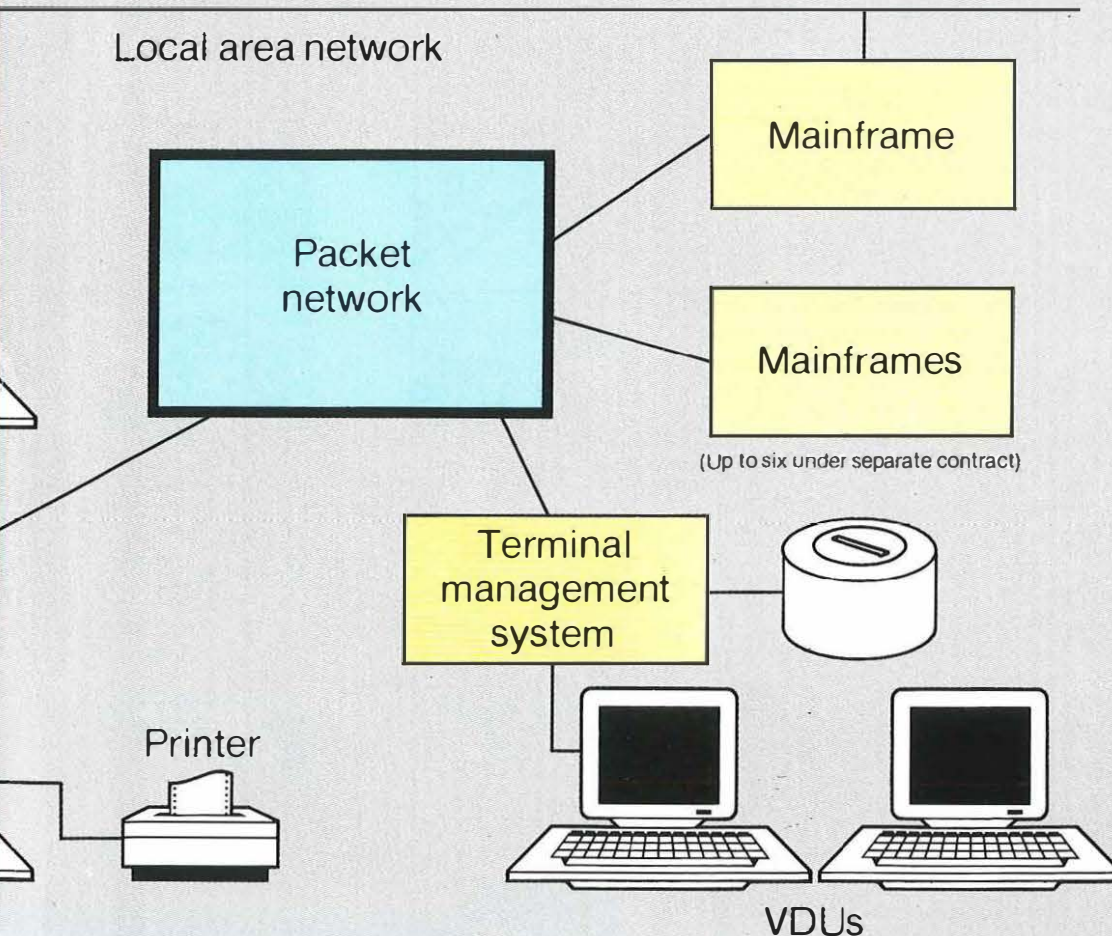 Local area network
Mainframe
Packet
network
Mainframes
(Up to six under separate contract)
Terminal
management
system
Printer
VDUs